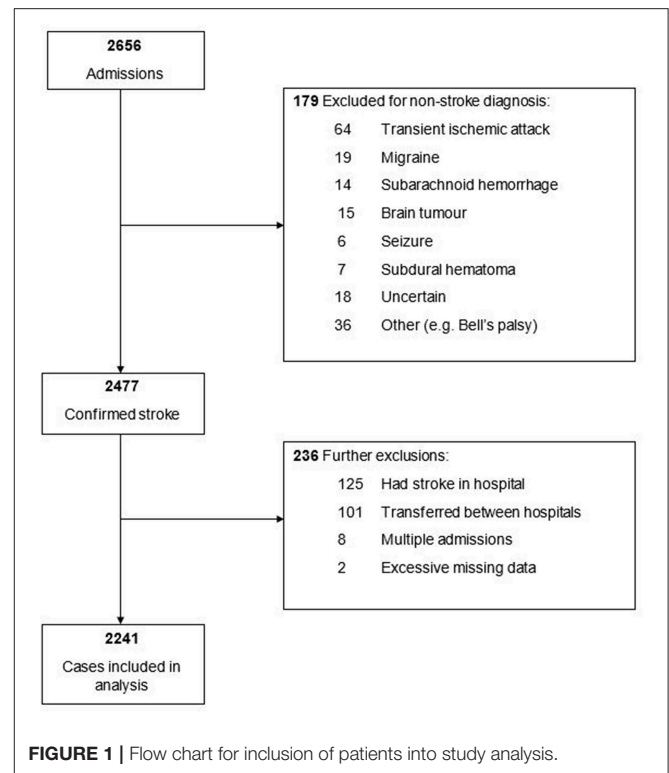 2656
Admissions
179 Excluded for non-stroke diagnosis:
64 Transient ischemic attack
19 Migraine
14 Subarachnoid hemorrhage
15 Brain tumour
6 Seizure
7 Subdural hematoma
18 Uncertain
36 Other (e.g. Bell's palsy)
2477
Confirmed stroke
236 Further exclusions:
125 Had stroke in hospital
101 Transferred between hospitals
8 Multiple admissions
2 Excessive missing data
2241
Cases included in
analysis
FIGURE 1 | Flow chart for inclusion of patients into study analysis.